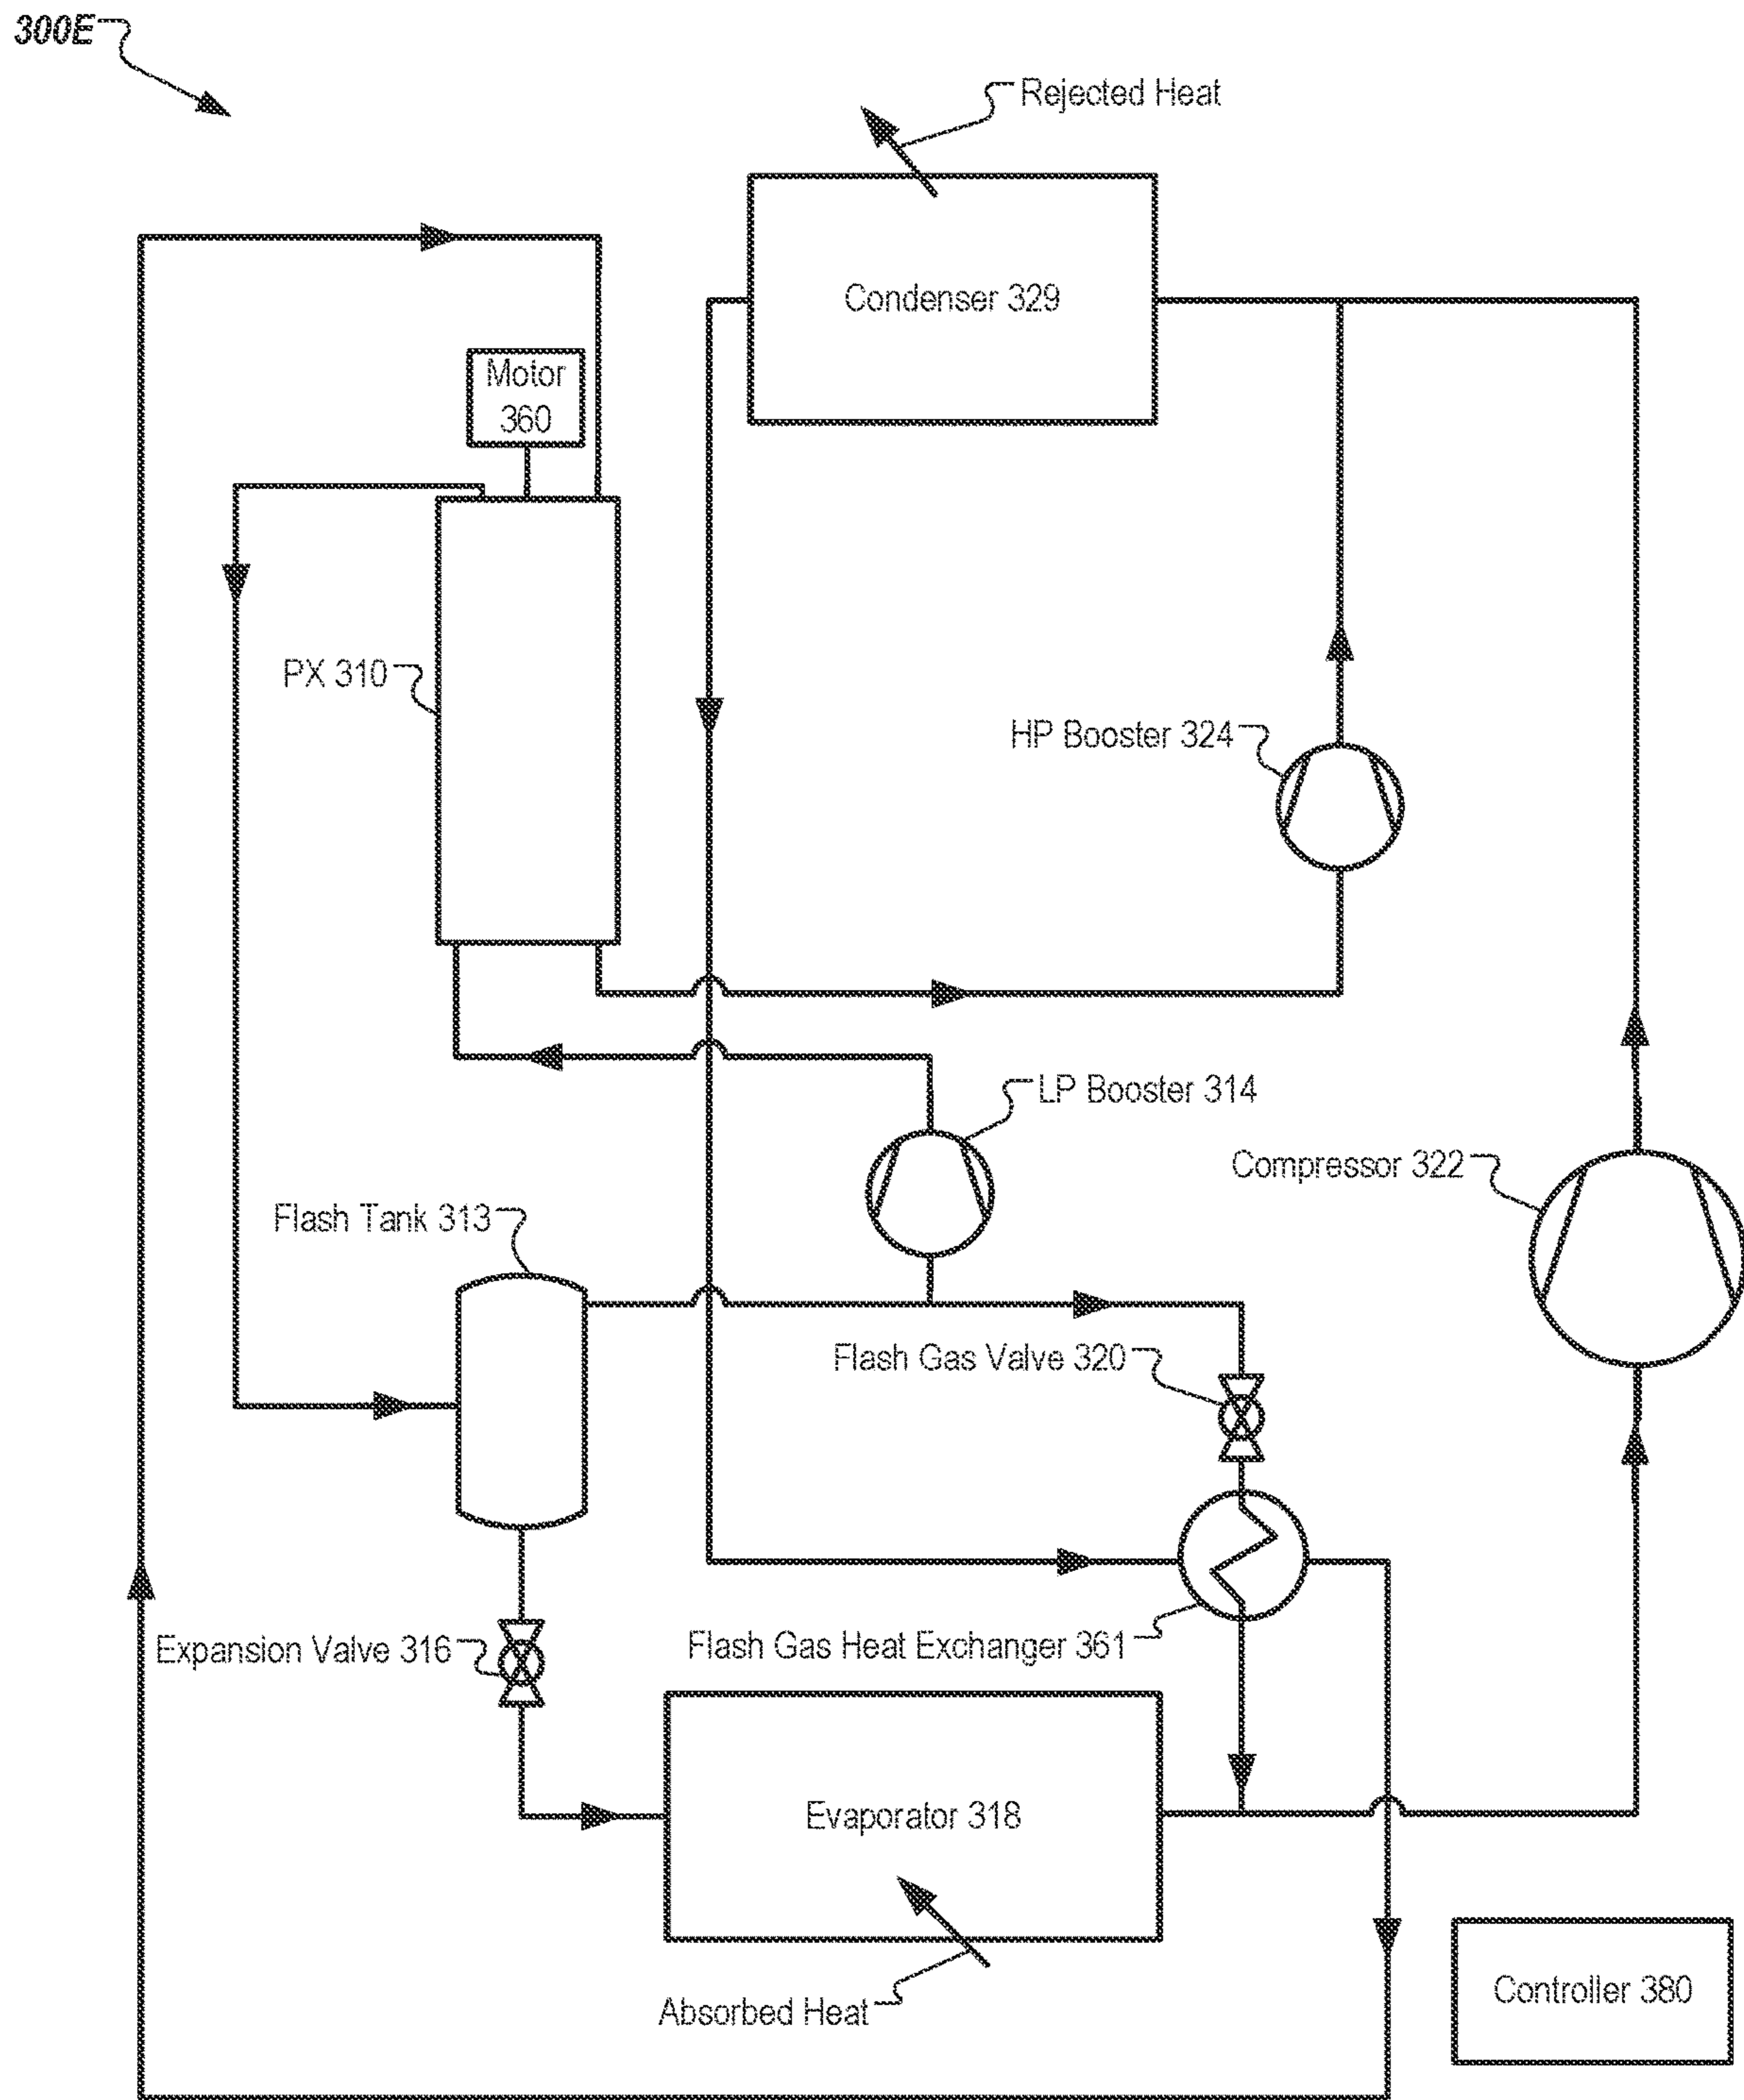 300E
Rejected Heat
Condenser 329
Motor
360
PX 310
HP Booster 324
LP Booster 314
Compressor 322
Flash Tank 313
Flash Gas Valve 320
Expansion Valve 316
Flash Gas Heat Exchanger 361
Evaporator 318
Controller 380
Absorbed Heat